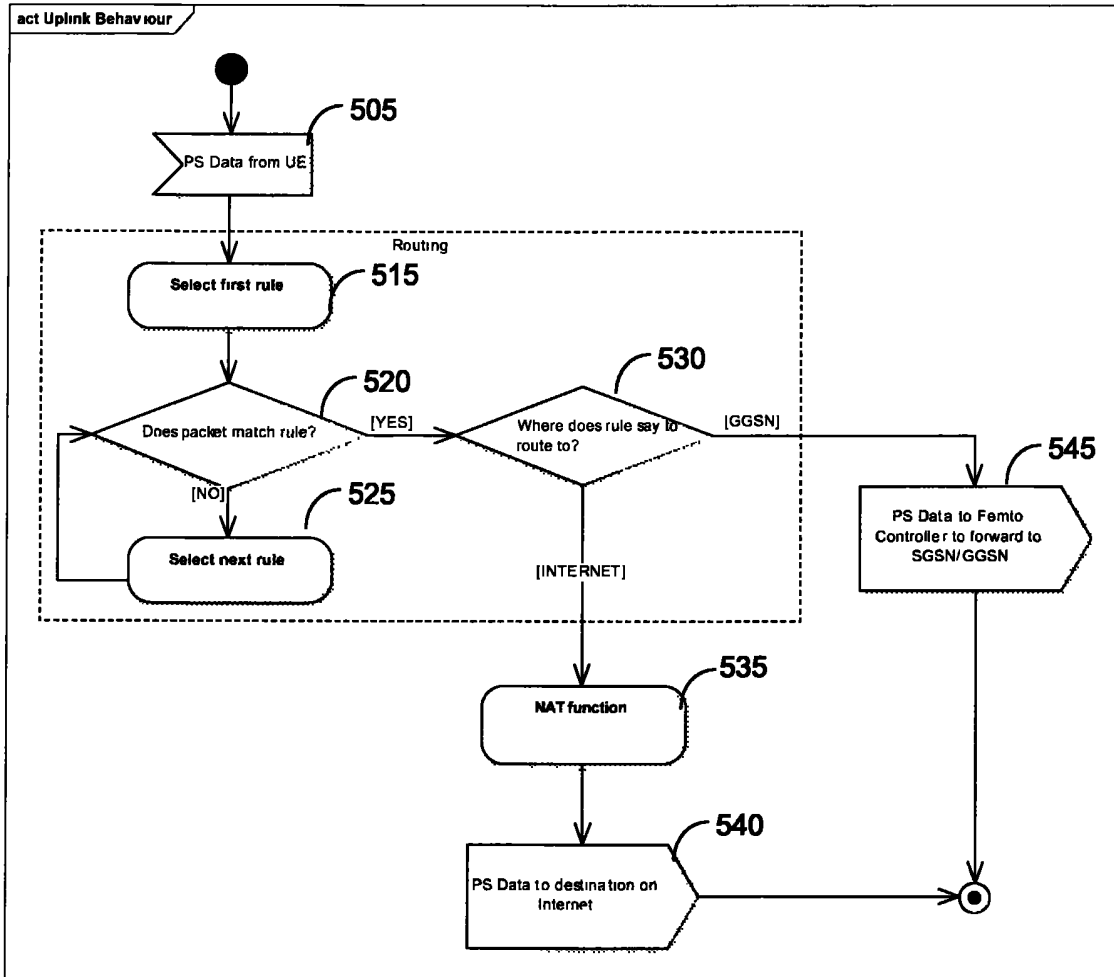 act Uplink Behaviour
505
PS Data from UE
Routing
Select first rule
515
530
520
Does packet match rule?
[YES]
Where does rule say to
route to?
[GGSN]
545
[NO]
525
Select next rule
PS Data to Femto
Controller to forward to
SGSN/GGSN
[INTERNET]
535
NAT function
540
PS Data to destination on
Internet